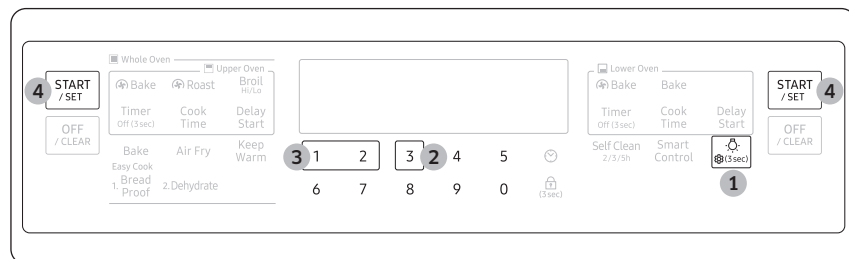 Whole Oven
Upper Oven
Bake
Roast
Broil
Hi/Lo
Timer
Off (3 sec)
Cook
Time
Delay
Start
Bake
Air Fry
Keep
Warm
Easy Cook
1. Bread
Proof
2. Dehydrate
4
START
/ SET
OFF
/ CLEAR
3
1 2 3
2
4 5
6 7 8 9 0
(3 sec)
Lower Oven
Bake
Bake
Timer
Off (3 sec)
Cook
Time
Delay
Start
Self Clean
2/3/5h
Smart
Control
(3 sec)
1
START
/ SET
4
OFF
/ CLEAR